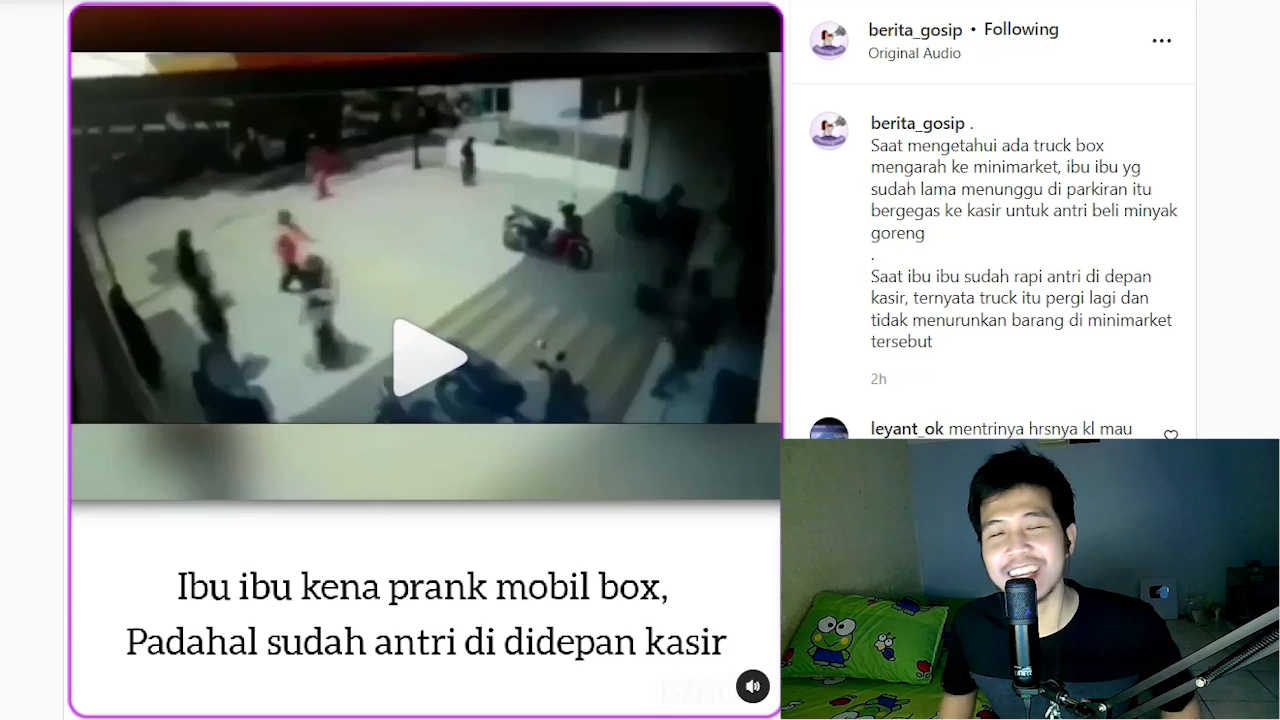 berita_gosip • Following
Original Audio
berita_gosip .
Saat mengetahui ada truck box
mengarah ke minimarket, ibu ibu yg
sudah lama menunggu di parkiran itu
bergegas ke kasir untuk antri beli minyak
goreng
.
Saat ibu ibu sudah rapi antri di depan
kasir, ternyata truck itu pergi lagi dan
tidak menurunkan barang di minimarket
tersebut
2h
leyant_ok mentrinya hrsnya kl mau
Ibu ibu kena prank mobil box,
Padahal sudah antri di didepan kasir